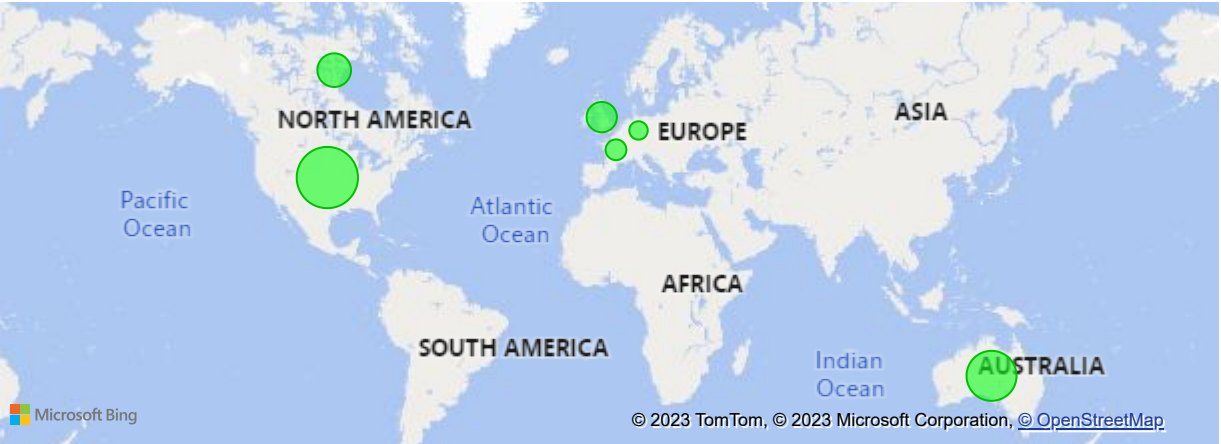 NORTH AMERICA
EUROPE
ASIA
Pacific
Ocean
Atlantic
Ocean
AFRICA
SOUTH AMERICA
Indian
Ocean
AUSTRALIA
Microsoft Bing
© 2023 TomTom, © 2023 Microsoft Corporation, © OpenStreetMap